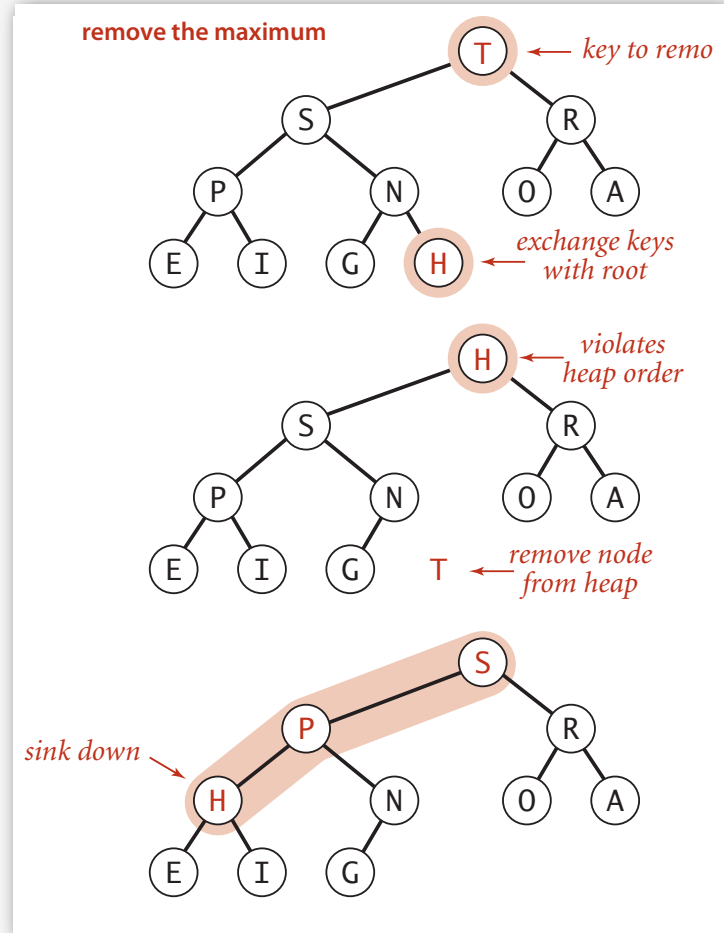 remove the maximum
T
key to remo
S
R
P
N
O
A
E
I
G
H
exchange keys
with root
H
violates
heap order
S
R
P
N
O
A
E
I
G
T
remove node
from heap
S
P
R
sink down
H
N
O
A
E
I
G